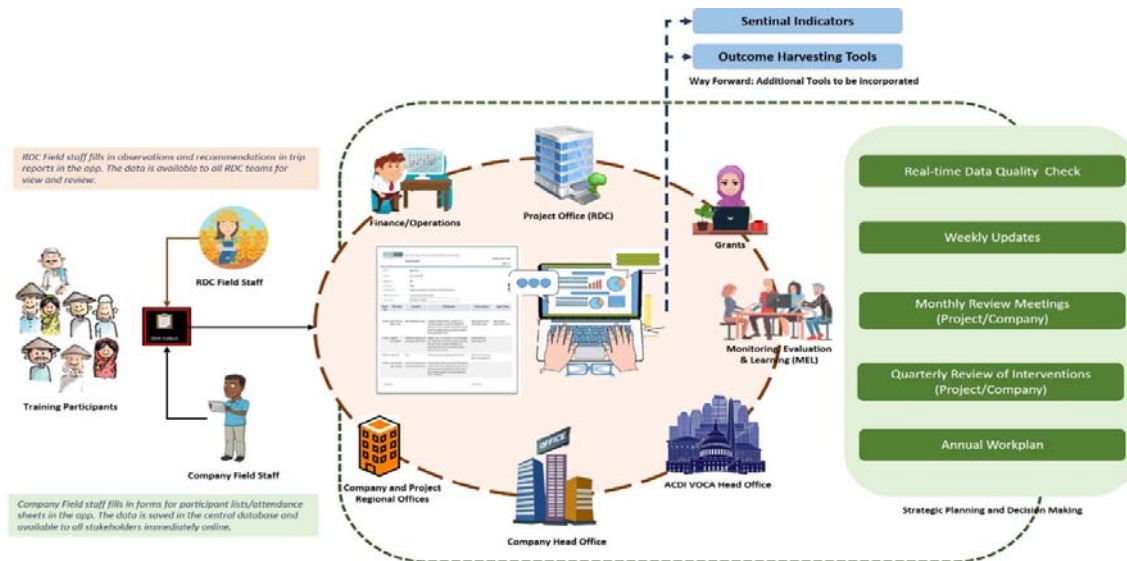 Sentinal Indicators
Outcome Harvesting Tools
Way Forward: Additional Tools to be Incorporated
RDC Field staff fills in observations and recommendations in trip
reports in the app. The data is available to all RDC teams for
view and review.
RDC Field Staff
Training Participants
Company Field Staff
Company Field staff fills in forms for participant lists/attendance
sheets in the app. The data is saved in the central database and
available to all stakeholders immediately online.
Finance/Operations
Project Office (RDC)
Grants
Monitoring Evaluation
& Learning (MEL)
ACDI VOCA Head Office
OFFICE
Company Head Office
Company and Project
Regional Offices
Real-time Data Quality Check
Weekly Updates
Monthly Review Meetings
(Project/Company)
Quarterly Review of Interventions
(Project/Company)
Annual Workplan
Strategic Planning and Decision Making